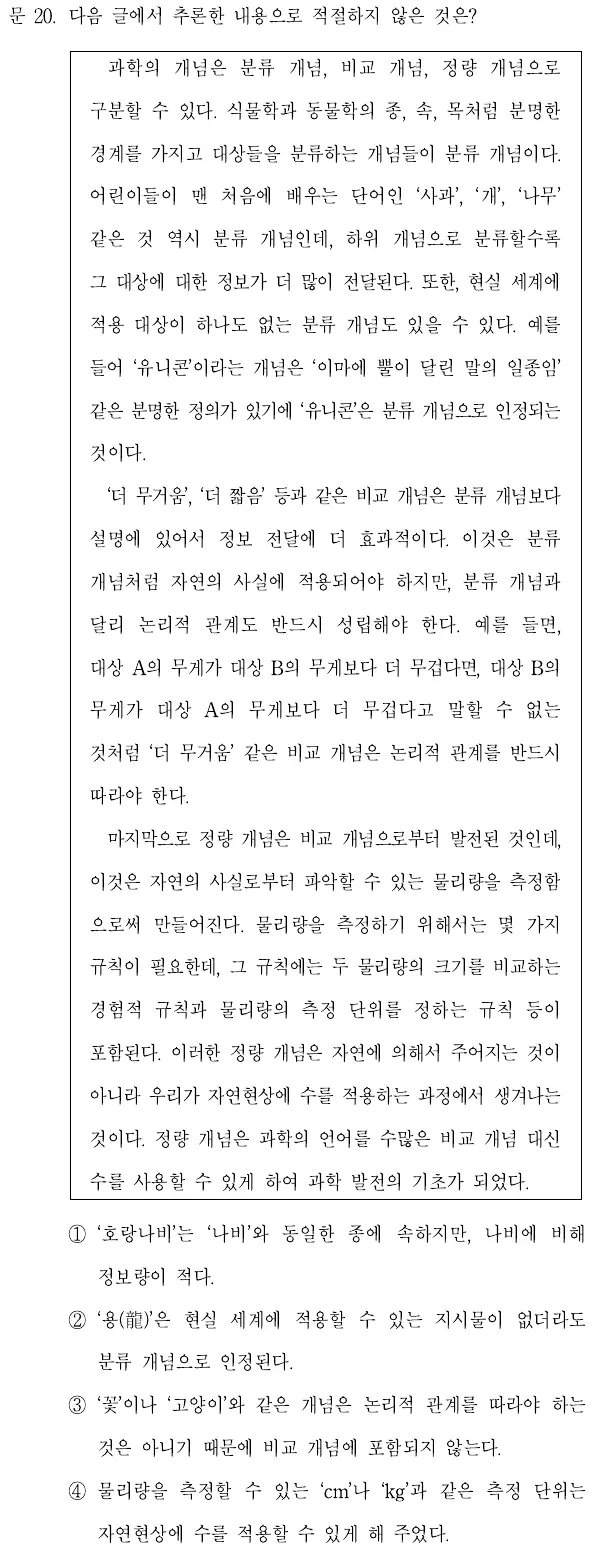 문 20. 다음 글에서 추론한 내용으로 적절하지 않은 것은?
과학의 개념은 분류 개념, 비교 개념, 정량 개념으로
구분할 수 있다. 식물학과 동물학의 종, 속, 목처럼 분명한
경계를 가지고 대상들을 분류하는 개념들이 분류 개념이다.
어린이들이 맨 처음에 배우는 단어인 ‘사과’, ‘개’, ‘나무’
같은 것 역시 분류 개념인데, 하위 개념으로 분류할수록
그 대상에 대한 정보가 더 많이 전달된다. 또한, 현실 세계에
적용 대상이 하나도 없는 분류 개념도 있을 수 있다. 예를
들어 ‘유니콘’이라는 개념은 ‘이마에 뿔이 달린 말의 일종임’
같은 분명한 정의가 있기에 ‘유니콘’은 분류 개념으로 인정되는
것이다.
‘더 무거움’, ‘더 짧음’ 등과 같은 비교 개념은 분류 개념보다
설명에 있어서 정보 전달에 더 효과적이다. 이것은 분류
개념처럼 자연의 사실에 적용되어야 하지만, 분류 개념과
달리 논리적 관계도 반드시 성립해야 한다. 예를 들면,
대상 A의 무게가 대상 B의 무게보다 더 무겁다면, 대상 B의
무게가 대상 A의 무게보다 더 무겁다고 말할 수 없는
것처럼 ‘더 무거움’ 같은 비교 개념은 논리적 관계를 반드시
따라야 한다.
마지막으로 정량 개념은 비교 개념으로부터 발전된 것인데,
이것은 자연의 사실로부터 파악할 수 있는 물리량을 측정함
으로써 만들어진다. 물리량을 측정하기 위해서는 몇 가지
규칙이 필요한데, 그 규칙에는 두 물리량의 크기를 비교하는
경험적 규칙과 물리량의 측정 단위를 정하는 규칙 등이
포함된다. 이러한 정량 개념은 자연에 의해서 주어지는 것이
아니라 우리가 자연현상에 수를 적용하는 과정에서 생겨나는
것이다. 정량 개념은 과학의 언어를 수많은 비교 개념 대신
수를 사용할 수 있게 하여 과학 발전의 기초가 되었다.
① ‘호랑나비’는 ‘나비’와 동일한 종에 속하지만, 나비에 비해
정보량이 적다.
② ‘용(龍)’은 현실 세계에 적용할 수 있는 지시물이 없더라도
분류 개념으로 인정된다.
③ ‘꽃’이나 ‘고양이’와 같은 개념은 논리적 관계를 따라야 하는
것은 아니기 때문에 비교 개념에 포함되지 않는다.
④ 물리량을 측정할 수 있는 ‘cm’나 ‘kg’과 같은 측정 단위는
자연현상에 수를 적용할 수 있게 해 주었다.